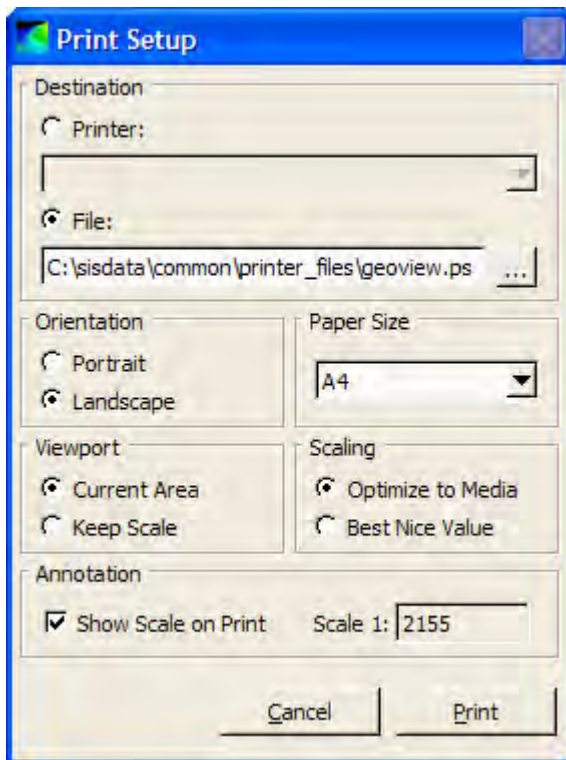 Print Setup
Destination
Printer:
File:
C:\sisdata\common\printer_files\geoview.ps
...
Orientation
Portrait
Landscape
Paper Size
A4
Viewport
Current Area
Keep Scale
Scaling
Optimize to Media
Best Nice Value
Annotation
Show Scale on Print Scale 1: 2155
Cancel Print